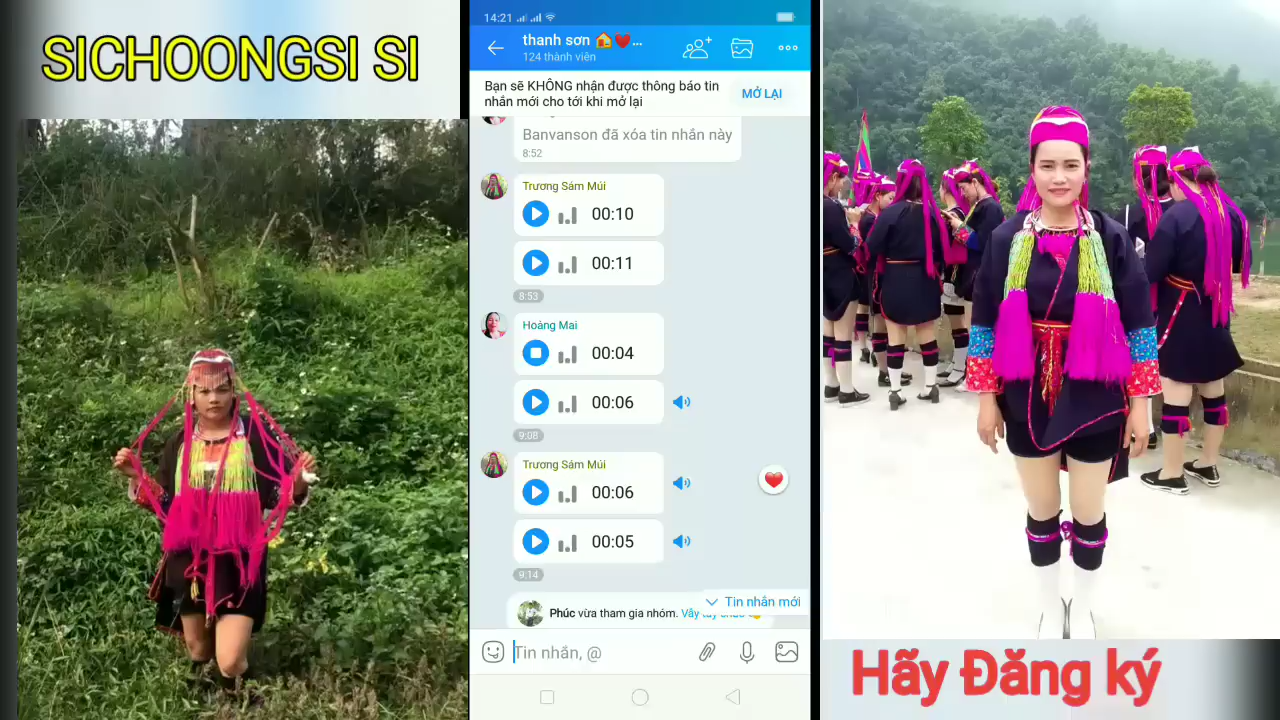 SICHOONGSI SI
14:21
thanh sơn 🏠❤️...
124 thành viên
Bạn sẽ KHÔNG nhận được thông báo tin
nhắn mới cho tới khi mở lại
MỞ LẠI
Banvanson đã xóa tin nhắn này
8:52
Trương Sám Múi
00:10
00:11
8:53
Hoàng Mai
00:04
00:06
9:08
Trương Sám Múi
00:06
00:05
9:14
Tin nhắn mới
Phúc vừa tham gia nhóm.
Tin nhắn, @
Hãy Đăng ký